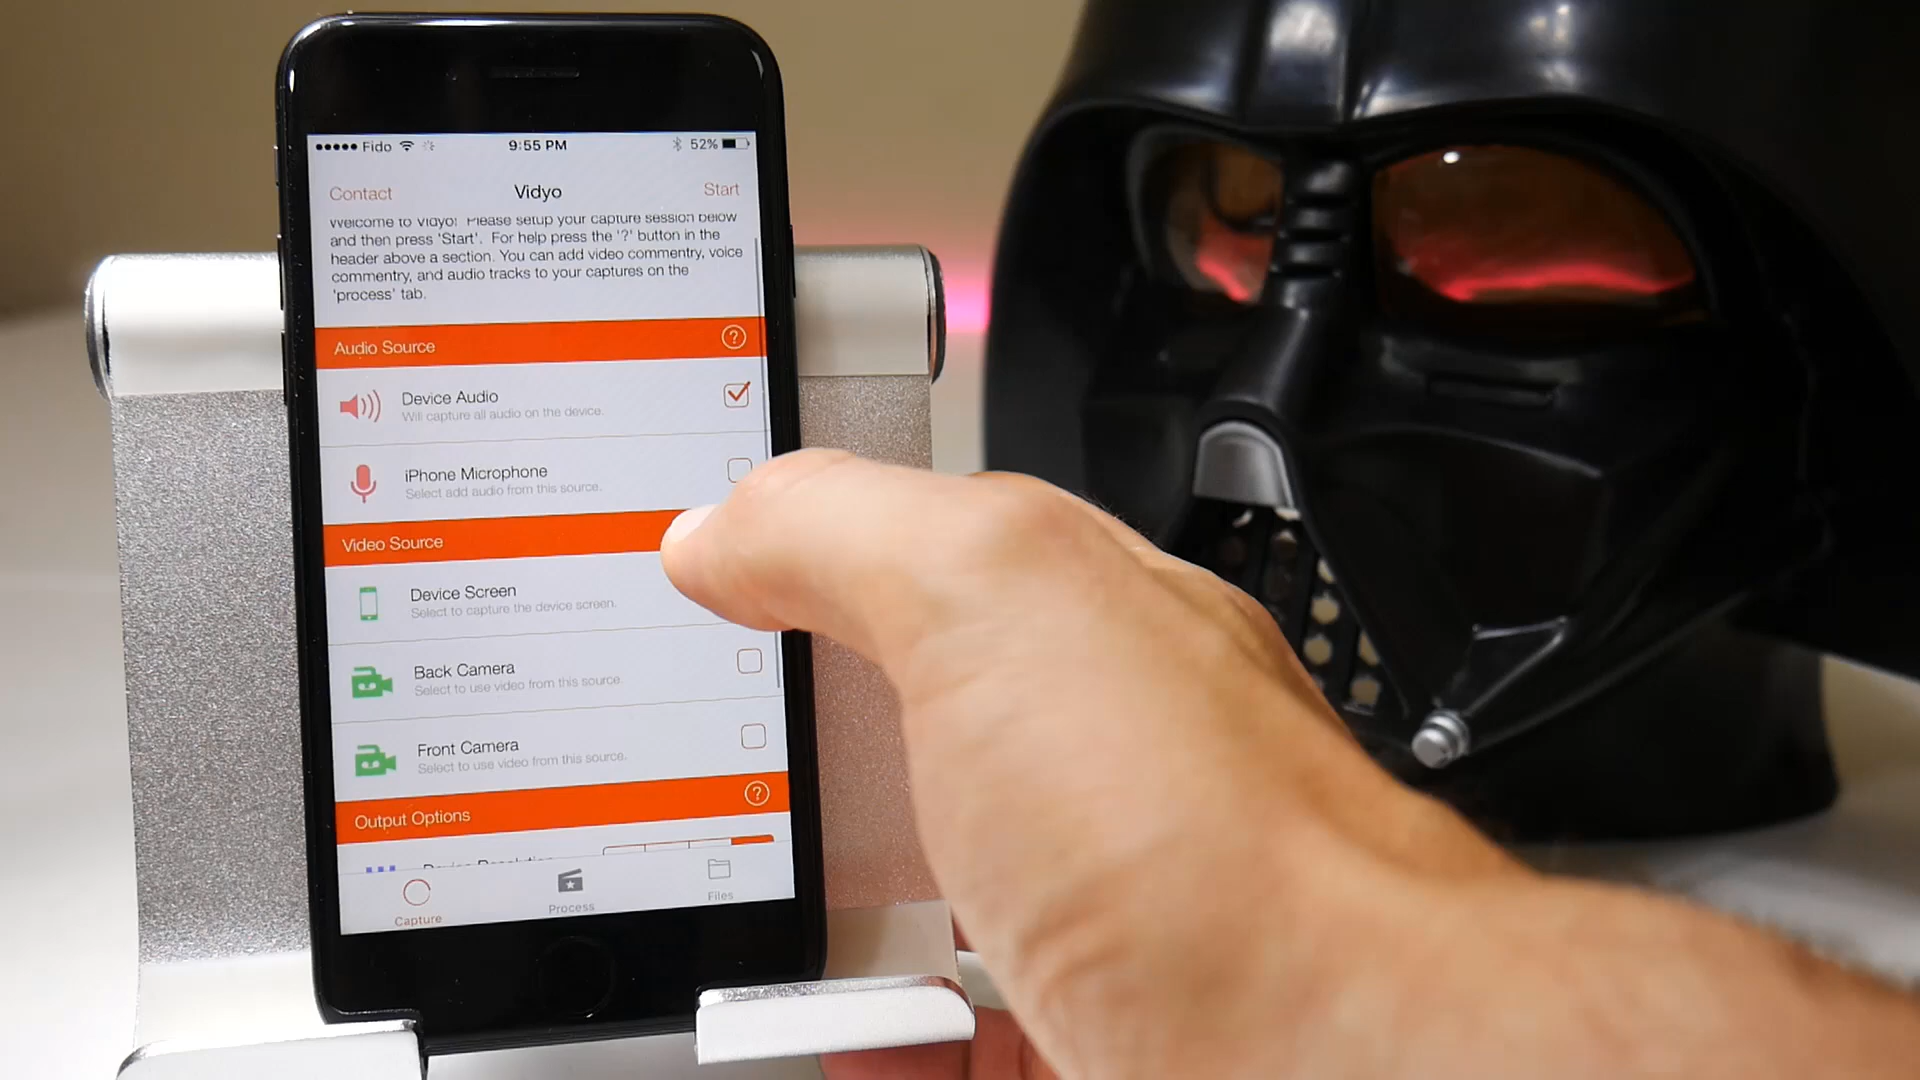 ●●●●● Fido 9:55 PM 52%
Contact Vidyo Start
Welcome to Vidyo! Please setup your capture session below
and then press 'Start'. For help press the '?' button in the
header above a section. You can add video commentry, voice
commentry, and audio tracks to your captures on the
'process' tab.
Audio Source ?
Device Audio
Will capture all audio on the device.
iPhone Microphone
Select add audio from this source.
Video Source
Device Screen
Select to capture the device screen.
Back Camera
Select to use video from this source.
Front Camera
Select to use video from this source.
Output Options ?
Device Resolution
Capture Process Files